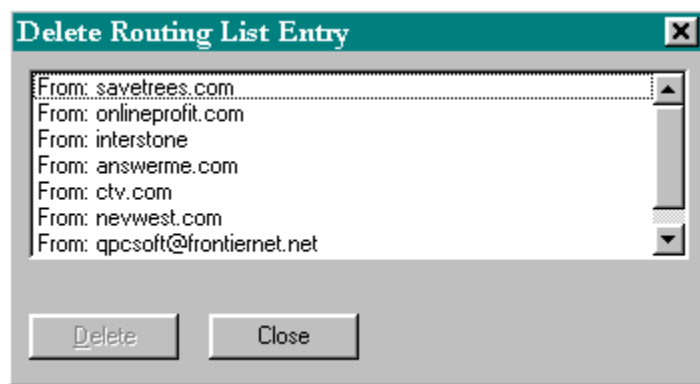 Delete Routing List Entry
From: savetrees.com
From: onlineprofit.com
From: interstone
From: answerme.com
From: ctv.com
From: nevwest.com
From: qpcsoft@frontiernet.net
Delete
Close